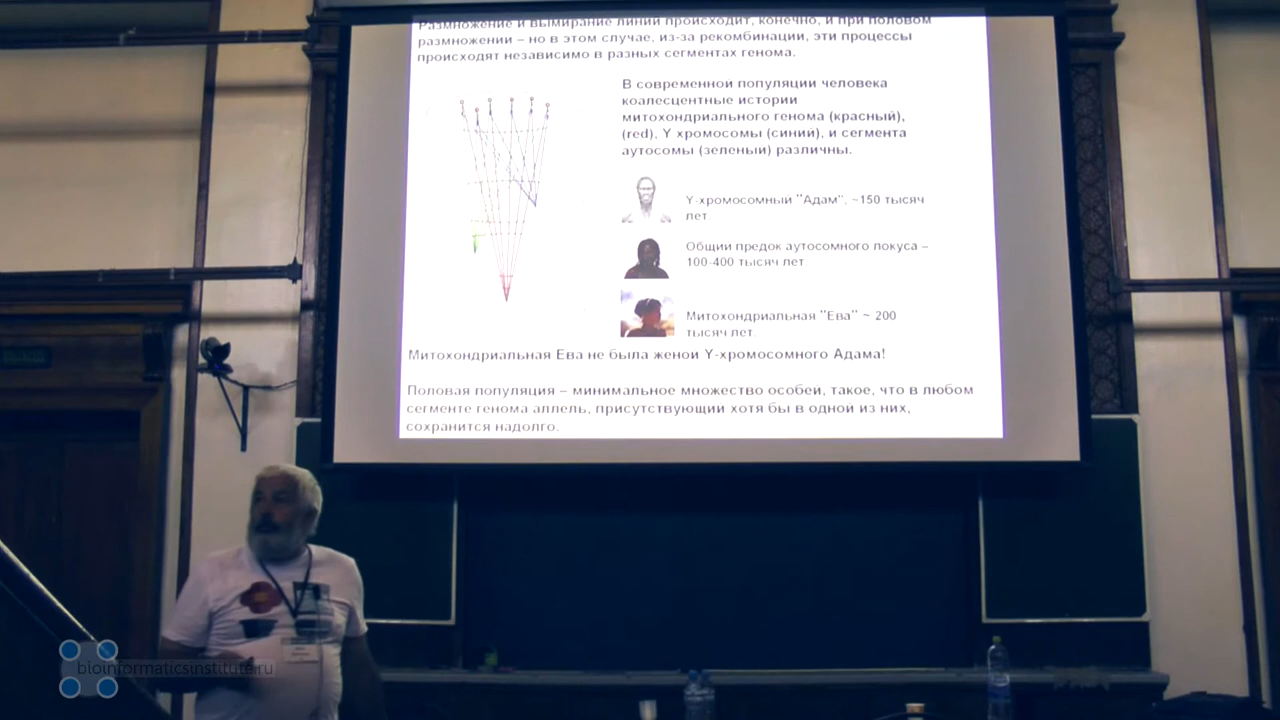 Размножение и вымирание линий происходит, конечно, и при половом
размножении – но в этом случае, из-за рекомбинации, эти процессы
происходят независимо в разных сегментах генома.
В современной популяции человека
коалесцентные истории
митохондриального генома (красный),
(red), Y хромосомы (синий), и сегмента
аутосомы (зеленый) различны.
Y-хромосомный "Адам", ~150 тысяч
лет
Общий предок аутосомного локуса –
100-400 тысяч лет.
Митохондриальная "Ева" ~ 200
тысяч лет.
Митохондриальная Ева не была женой Y-хромосомного Адама!
Половая популяция – минимальное множество особей, такое, что в любом
сегменте генома аллель, присутствующий хотя бы в одной из них,
сохранится надолго.
bioinformaticsinstitute.ru